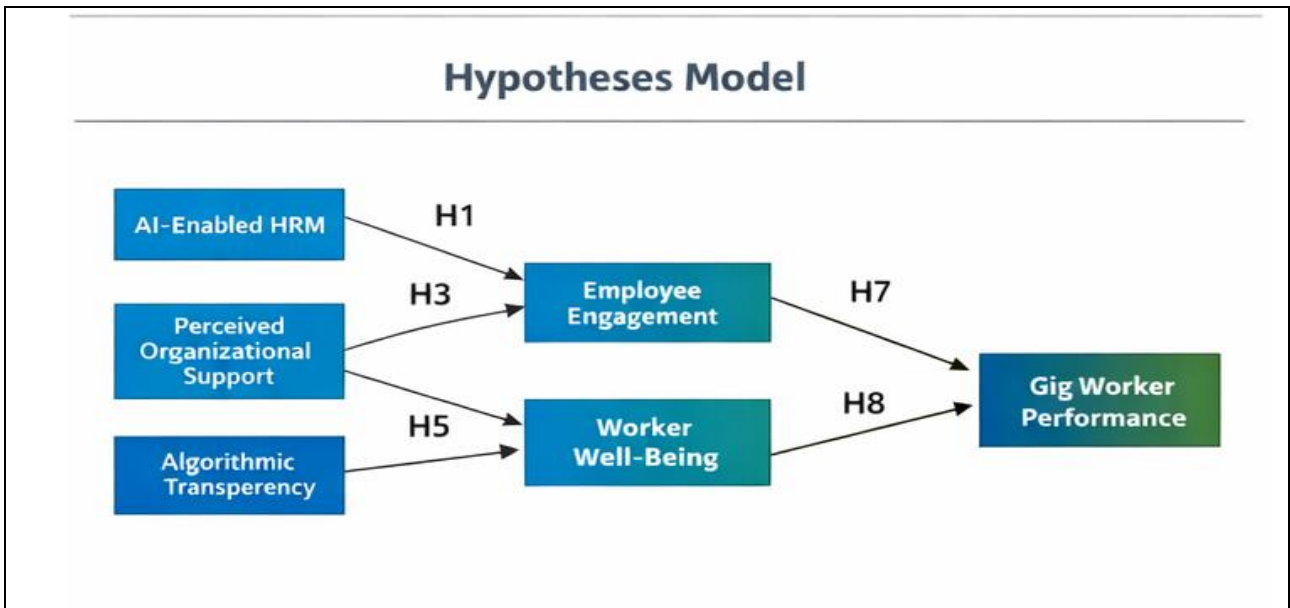 Hypotheses Model
AI-Enabled HRM
H1
H3
Perceived
Organizational
Support
H5
Algorithmic
Transperency
Employee
Engagement
Worker
Well-Being
H7
H8
Gig Worker
Performance